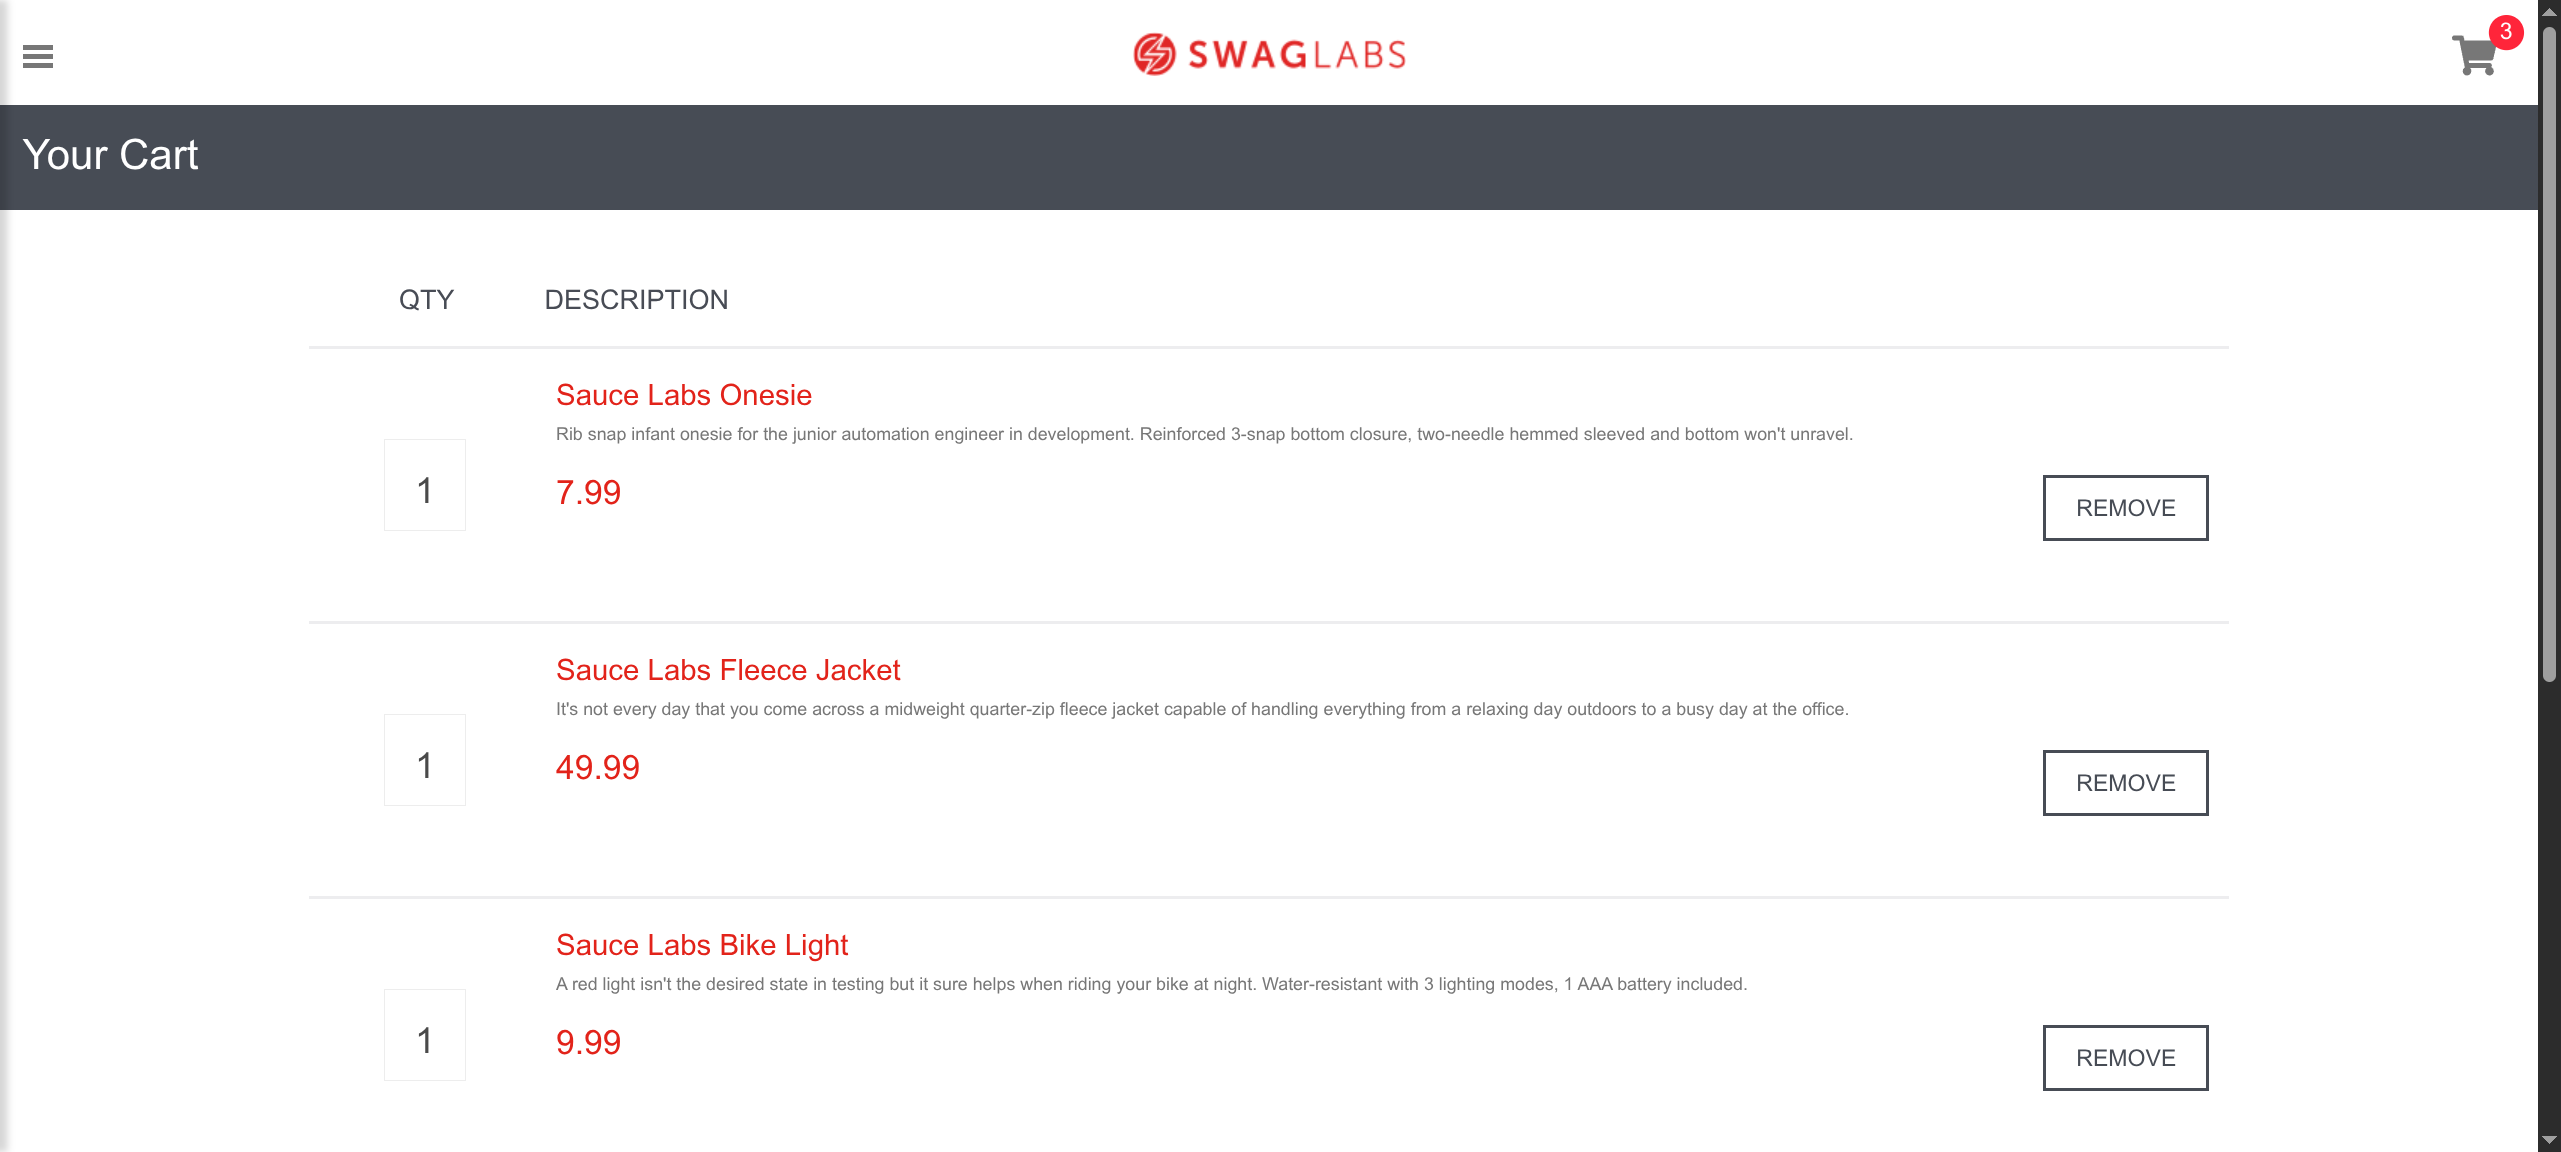 SWAGLABS
3
Your Cart
QTY DESCRIPTION
Sauce Labs Onesie
Rib snap infant onesie for the junior automation engineer in development. Reinforced 3-snap bottom closure, two-needle hemmed sleeved and bottom won't unravel.
1
7.99
REMOVE
Sauce Labs Fleece Jacket
It's not every day that you come across a midweight quarter-zip fleece jacket capable of handling everything from a relaxing day outdoors to a busy day at the office.
1
49.99
REMOVE
Sauce Labs Bike Light
A red light isn't the desired state in testing but it sure helps when riding your bike at night. Water-resistant with 3 lighting modes, 1 AAA battery included.
1
9.99
REMOVE